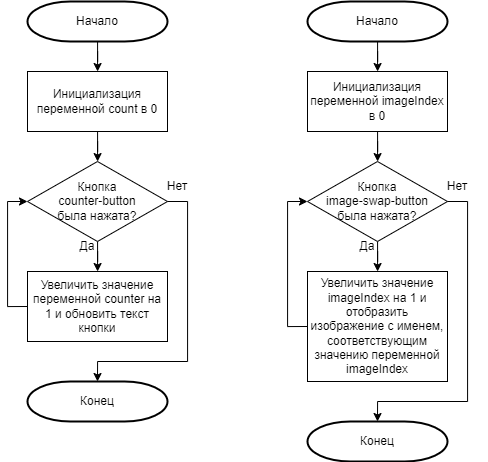 Начало
Инициализация
переменной count в 0
Кнопка
counter-button
была нажата?
Нет
Да
Увеличить значение
переменной counter на
1 и обновить текст
кнопки
Конец
Начало
Инициализация
переменной imageIndex
в 0
Кнопка
image-swap-button
была нажата?
Нет
Да
Увеличить значение
imageIndex на 1 и
отобразить
изображение с именем,
соответствующим
значению переменной
imageIndex
Конец